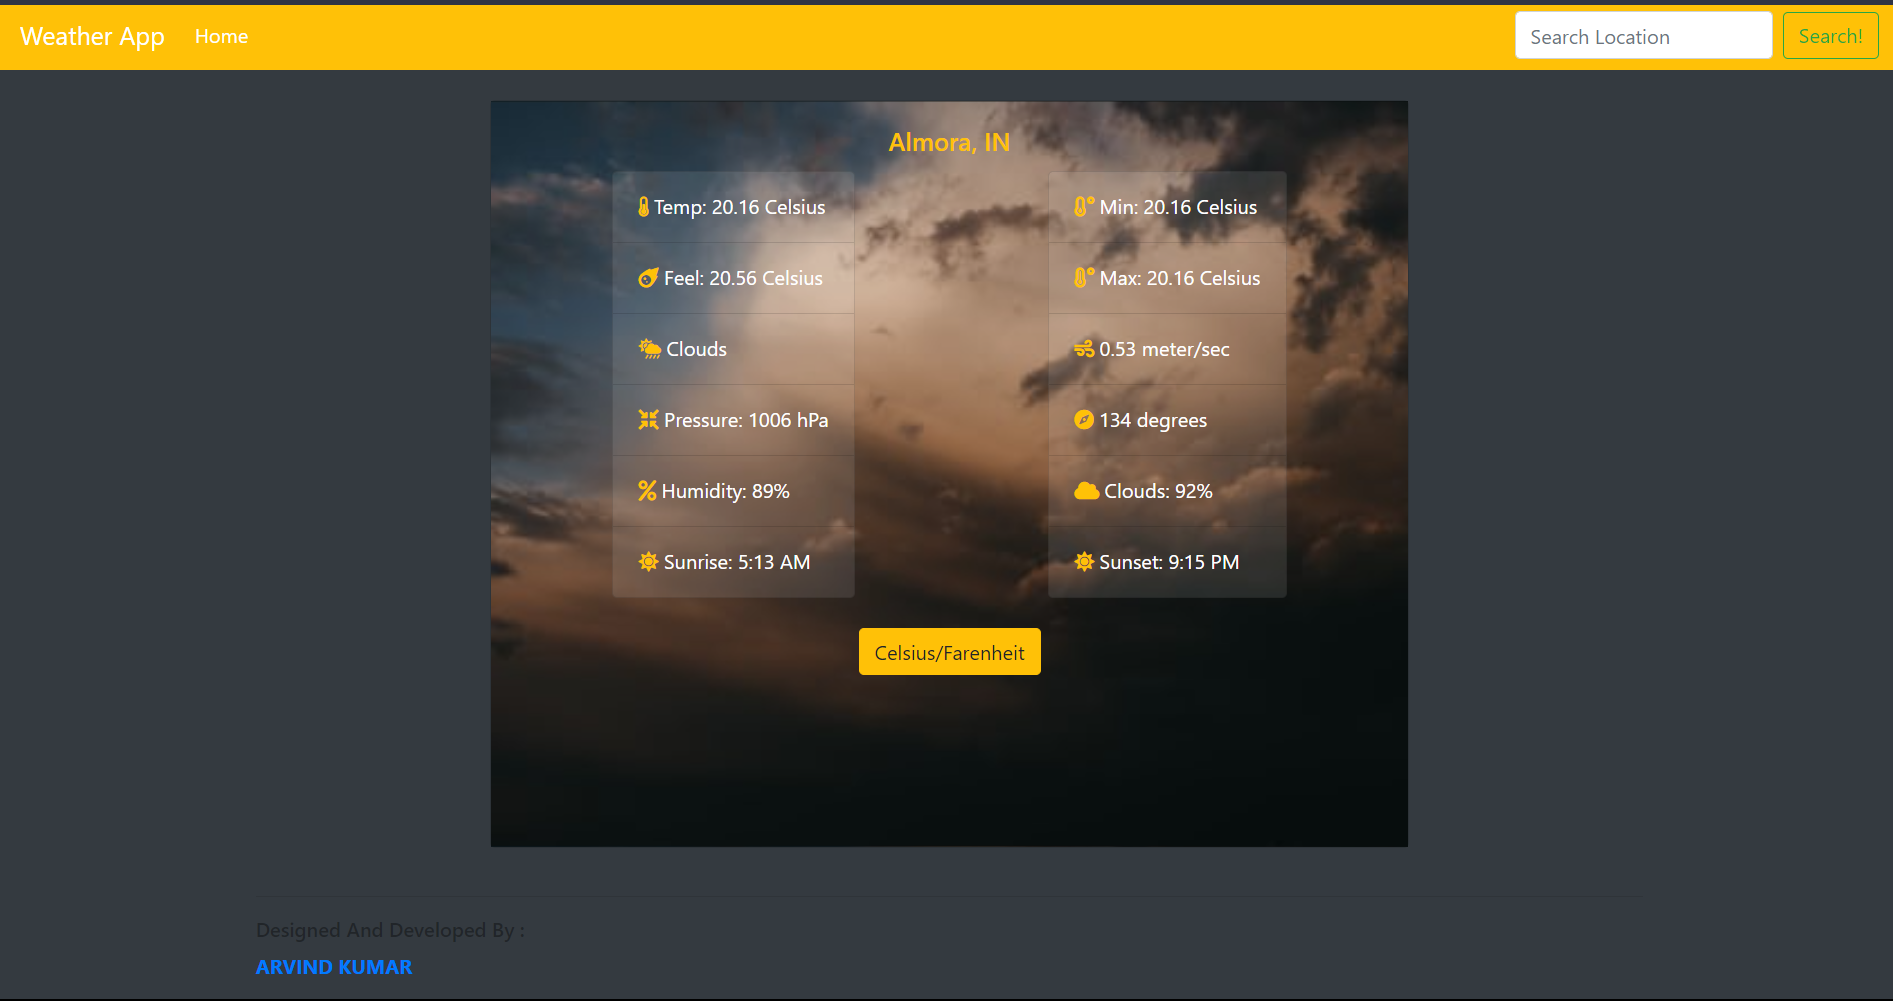 Weather App Home Search Location Search!
Almora, IN
Temp: 20.16 Celsius
Feel: 20.56 Celsius
Clouds
Pressure: 1006 hPa
Humidity: 89%
Sunrise: 5:13 AM
Min: 20.16 Celsius
Max: 20.16 Celsius
0.53 meter/sec
134 degrees
Clouds: 92%
Sunset: 9:15 PM
Celsius/Farenheit
Designed And Developed By :
ARVIND KUMAR